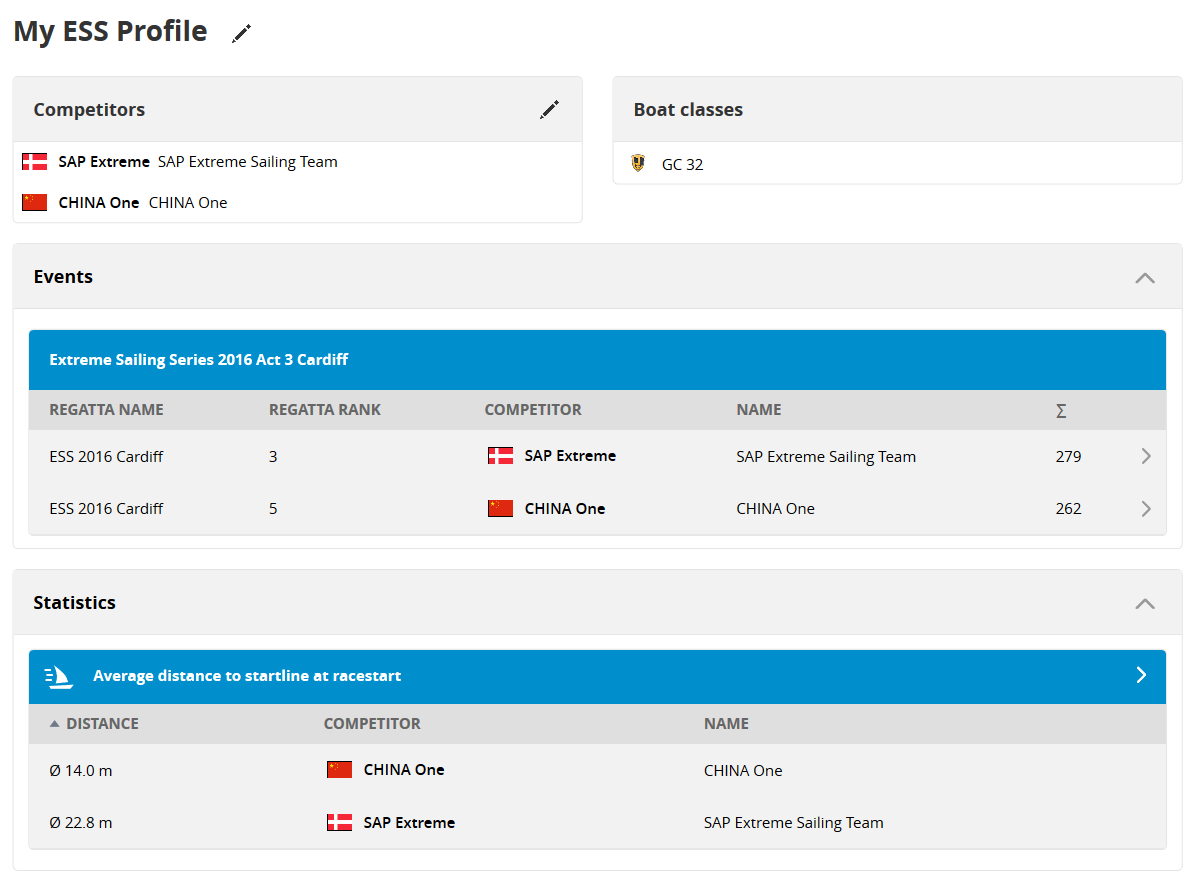 My ESS Profile
Competitors
SAP Extreme SAP Extreme Sailing Team
CHINA One CHINA One
Boat classes
GC 32
Events
Extreme Sailing Series 2016 Act 3 Cardiff
REGATTA NAME REGATTA RANK COMPETITOR NAME Σ
ESS 2016 Cardiff 3 SAP Extreme SAP Extreme Sailing Team 279
ESS 2016 Cardiff 5 CHINA One CHINA One 262
Statistics
Average distance to startline at racestart
DISTANCE COMPETITOR NAME
Ø 14.0 m CHINA One CHINA One
Ø 22.8 m SAP Extreme SAP Extreme Sailing Team